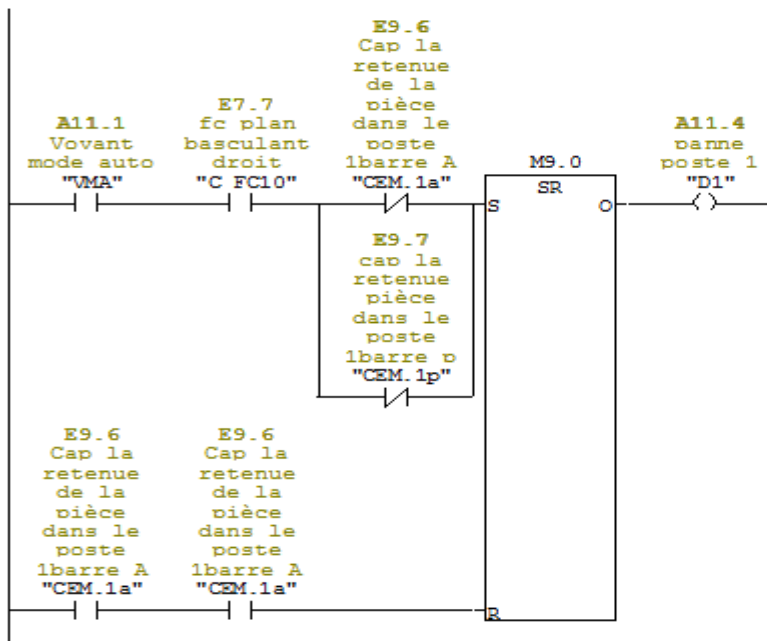 E9.6
Cap la
retenue
de la
pièce
dans le
poste
1barre A
"CEM.1a"
A11.1
Voyant
mode auto
"VMA"
E7.7
fc plan
basculant
droit
"C FC10"
M9.0
SR
S
Q
R
A11.4
panne
poste 1
"D1"
E9.7
cap la
retenue
pièce
dans le
poste
1barre p
"CEM.1p"
E9.6
Cap la
retenue
de la
pièce
dans le
poste
1barre A
"CEM.1a"
E9.6
Cap la
retenue
de la
pièce
dans le
poste
1barre A
"CEM.1a"